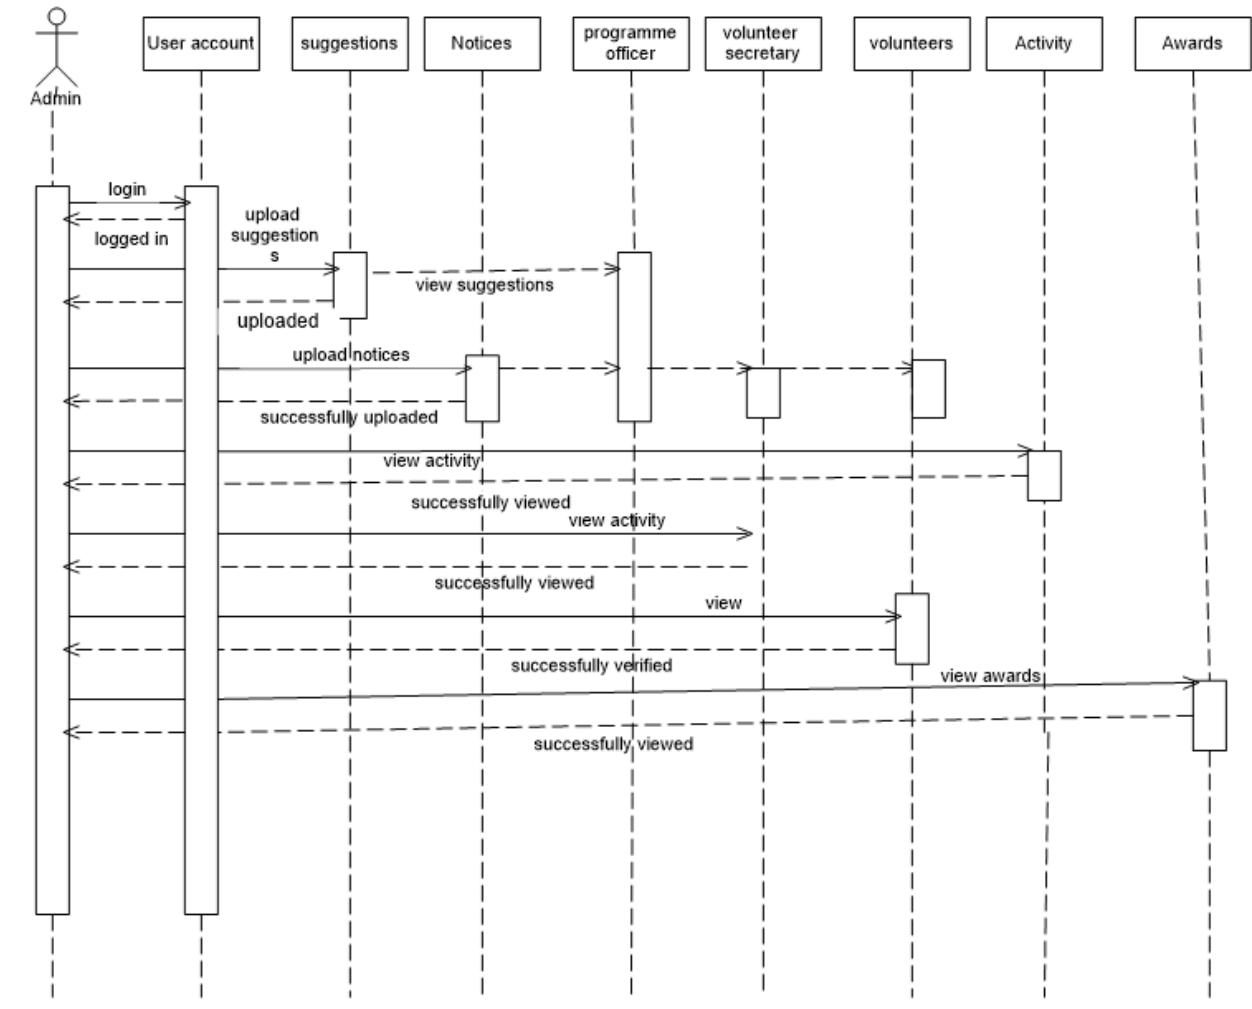 User account
suggestions
Notices
programme
officer
volunteer
secretary
volunteers
Activity
Awards
Admin
login
logged in
upload
suggestion
s
view suggestions
uploaded
upload notices
successfully uploaded
view activity
successfully viewed
view activity
successfully viewed
view
successfully verified
view awards
successfully viewed